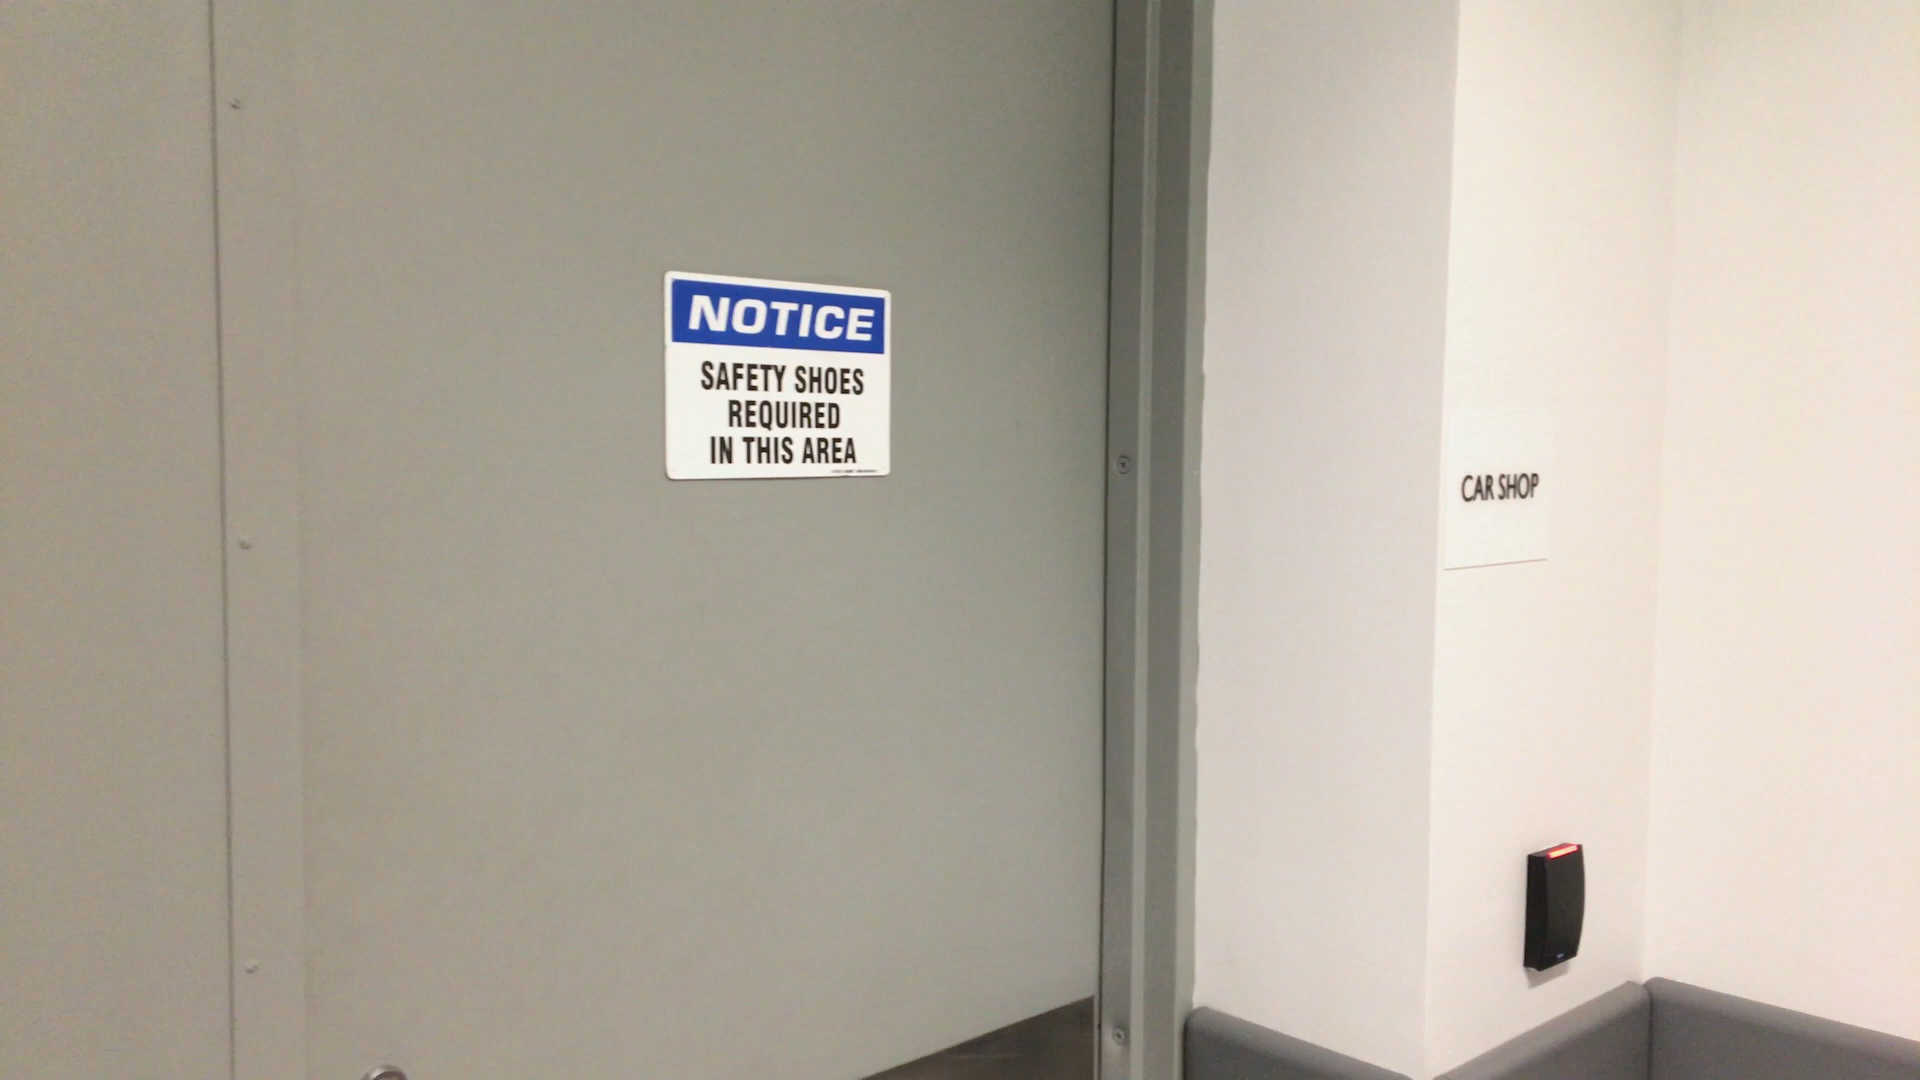 NOTICE
SAFETY SHOES
REQUIRED
IN THIS AREA
CAR SHOP